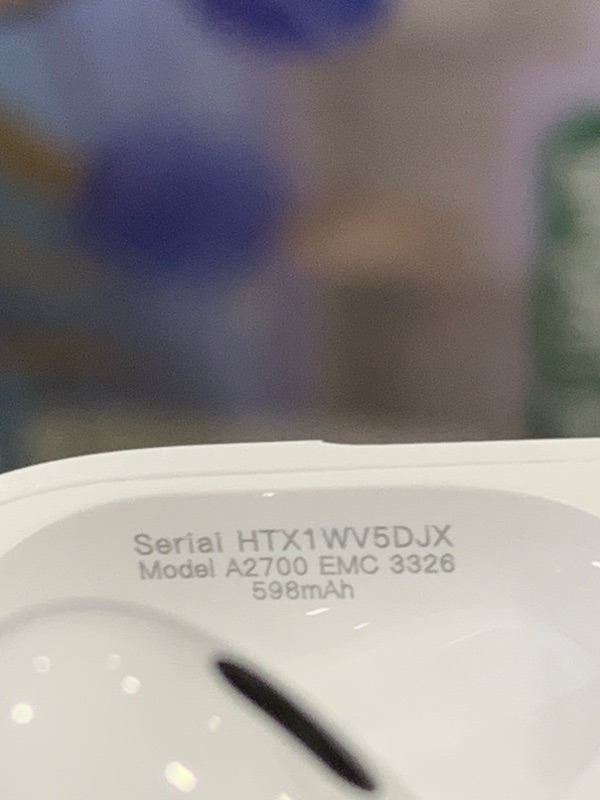 Serial HTX1WV5DJX
Model A2700 EMC 3326
598mAh